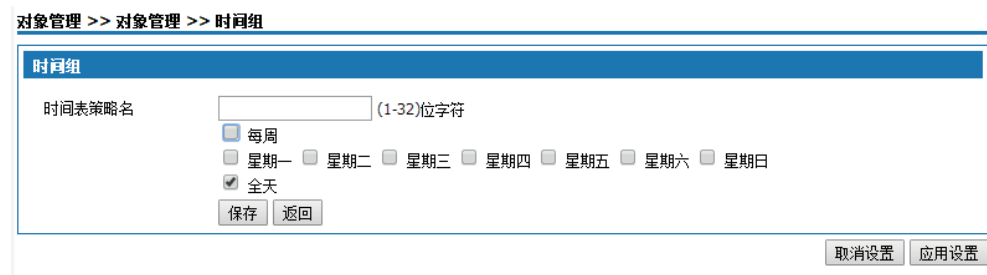 对象管理 >> 对象管理 >> 时间组
时间组
时间表策略名 (1-32)位字符
每周
星期一 星期二 星期三 星期四 星期五 星期六 星期日
全天
保存 返回
取消设置 应用设置